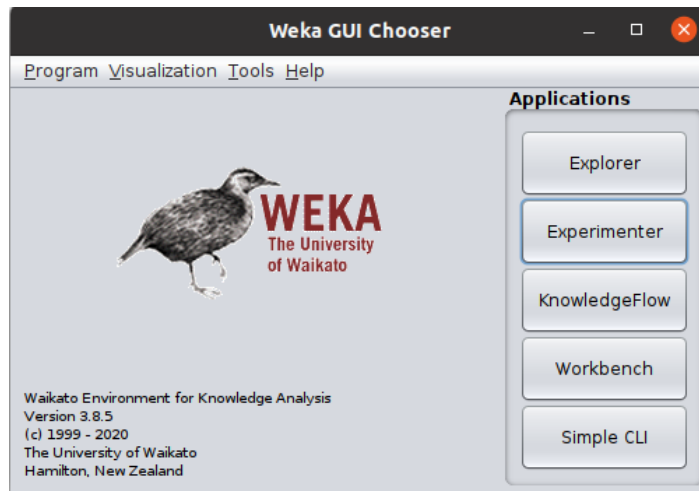 Weka GUI Chooser
Program Visualization Tools Help
Applications
Explorer
Experimenter
KnowledgeFlow
Workbench
Simple CLI
WEKA
The University
of Waikato
Waikato Environment for Knowledge Analysis
Version 3.8.5
(c) 1999 - 2020
The University of Waikato
Hamilton, New Zealand